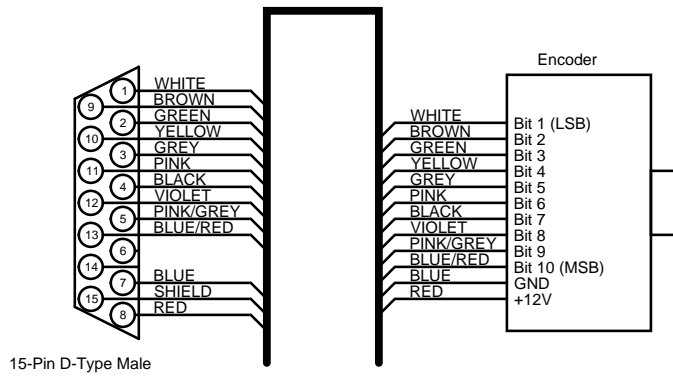 Encoder
1 WHITE
9 BROWN
2 GREEN
10 YELLOW
3 GREY
11 PINK
4 BLACK
12 VIOLET
5 PINK/GREY
13 BLUE/RED
6
14
7 BLUE
15 SHIELD
8 RED
WHITE Bit 1 (LSB)
BROWN Bit 2
GREEN Bit 3
YELLOW Bit 4
GREY Bit 5
PINK Bit 6
BLACK Bit 7
VIOLET Bit 8
PINK/GREY Bit 9
BLUE/RED Bit 10 (MSB)
BLUE GND
RED +12V
15-Pin D-Type Male